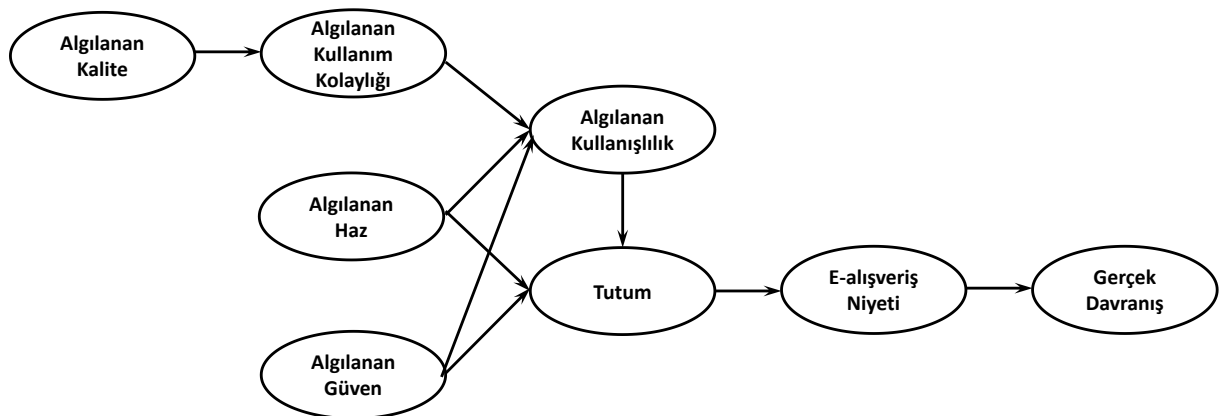 Algılanan
Kalite
Algılanan
Kullanım
Kolaylığı
Algılanan
Kullanışlılık
Algılanan
Haz
Tutum
E-alışveriş
Niyeti
Gerçek
Davranış
Algılanan
Güven